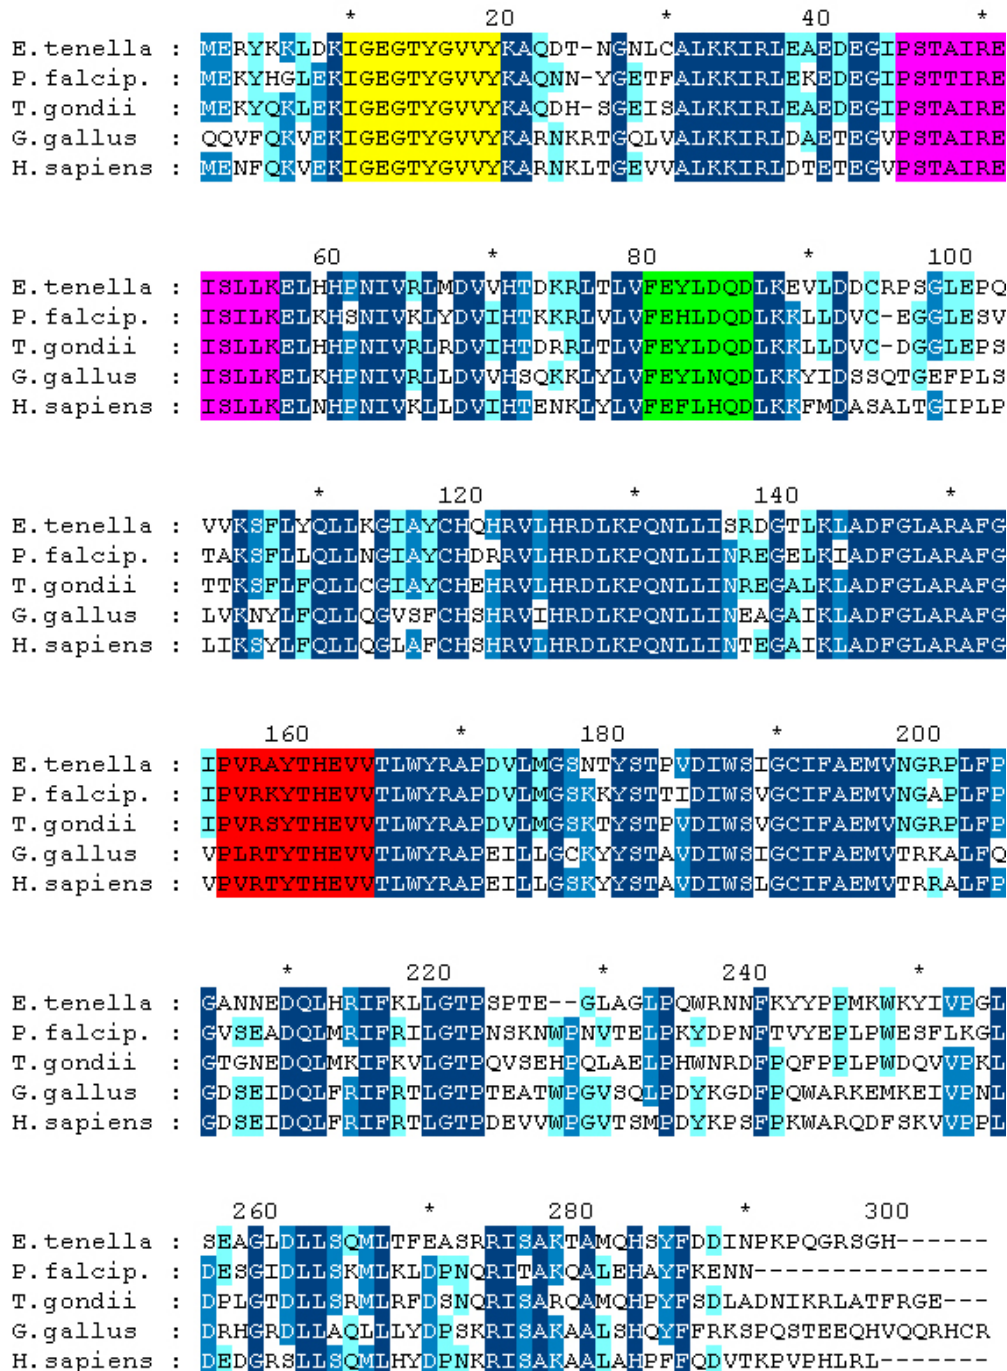 * 20 * 40 *
E.tenella : MERYKKLDKIGEGTYGVVYKAQDT-NGNLCALKKIRLEAEDEGIPSTAIRE
P.falcip. : MEKYHGLEKIGEGTYGVVYKAQNN-YGETFALKKIRLEKEDEGIPSTTIRE
T.gondii : MEKYQKLEKIGEGTYGVVYKAQDH-SGEISALKKIRLEAEDEGIPSTAIRE
G.gallus : QQVFQKVEKIGEGTYGVVYKARNKRTGQLVALKKIRLDAETEGVPSTAIRE
H.sapiens : MENFQKVEKIGEGTYGVVYKARNKLTGEVVALKKIRLDTETEGVPSTAIRE
60 * 80 * 100
E.tenella : ISLLKELHHPNIVRLMDVVHTDKRLTLVFEYLDQDLKEVLDDCRPSGLEPQ
P.falcip. : ISILKELKHSNIVKLYDVIHTKKRLVLVFEHLDQDLKKLLDVC-EGGLESV
T.gondii : ISLLKELHHPNIVRLRDVIHTDRRLTLVFEYLDQDLKKLLDVC-DGGLEPS
G.gallus : ISLLKELKHPNIVRLLDVVHSQKKLYLVFEYLNQDLKKYIDSSQTGEFPLS
H.sapiens : ISLLKELNHPNIVKLLDVIHTENKLYLVFEFLHQDLKKFMDASALTGIPLP
* 120 * 140 *
E.tenella : VVKSFLYQLLKGIAYCHQHRVLHRDLKPQNLLISRDGTLKLADFGLARAFG
P.falcip. : TAKSFLLQLLNGIAYCHDRRVLHRDLKPQNLLINREGELKIADFGLARAFG
T.gondii : TTKSFLFQLLCGIAYCHEHRVLHRDLKPQNLLINREGALKLADFGLARAFG
G.gallus : LVKNYLFQLLQGVSFCHSHRVIHRDLKPQNLLINEAGAIKLADFGLARAFG
H.sapiens : LIKSYLFQLLQGLAFCHSHRVLHRDLKPQNLLINTEGAIKLADFGLARAFG
160 * 180 * 200
E.tenella : IPVRAYTHEVVTLWYRAPDVLMGSNTYSTPVDIWSIGCIFAEMVNGRPLFP
P.falcip. : IPVRKYTHEVVTLWYRAPDVLMGSKKYSTTIDIWSVGCIFAEMVNGAPLFP
T.gondii : IPVRSYTHEVVTLWYRAPDVLMGSKTYSTPVDIWSVGCIFAEMVNGRPLFP
G.gallus : VPLRTYTHEVVTLWYRAPEILLGCKYYSTAVDIWSIGCIFAEMVTRKALFQ
H.sapiens : VPVRTYTHEVVTLWYRAPEILLGSKYYSTAVDIWSLGCIFAEMVTRRALFP
* 220 * 240 *
E.tenella : GANNEDQLHRIFKLLGTPSPTE--GLAGLPQWRNNFKYYPPMKWKYIVPGL
P.falcip. : GVSEADQLMRIFRILGTPNSKNWPNVTELPKYDPNFTVYEPLPWESFLKGL
T.gondii : GTGNEDQLMKIFKVLGTPQVSEHPQLAELPHWNRDFPQFPPLPWDQVVPKL
G.gallus : GDSEIDQLFRIFRTLGTPTEATWPGVSQLPDYKGDFPQWARKEMKEIVPNL
H.sapiens : GDSEIDQLFRIFRTLGTPDEVVWPGVTSMPDYKPSFPKWARQDFSKVVPPL
260 * 280 * 300
E.tenella : SEAGLDLLSQMLTFEASRRISAKTAMQHSYFDDINPKPQGRSGH------
P.falcip. : DESGIDLLSKMLKLDPNQRITAKQALEHAYFKENN---------------
T.gondii : DPLGTDLLSRMLRFDSNQRISARQAMQHPYFSDLADNIKRLATFRGE---
G.gallus : DRHGRDLLAQLLLYDPSKRISAKAALSHQYFFRKSPQSTEEQHVQQRHCR
H.sapiens : DEDGRSLLSQMLHYDPNKRISAKAALAHPFFQDVTKPVPHLRL-------